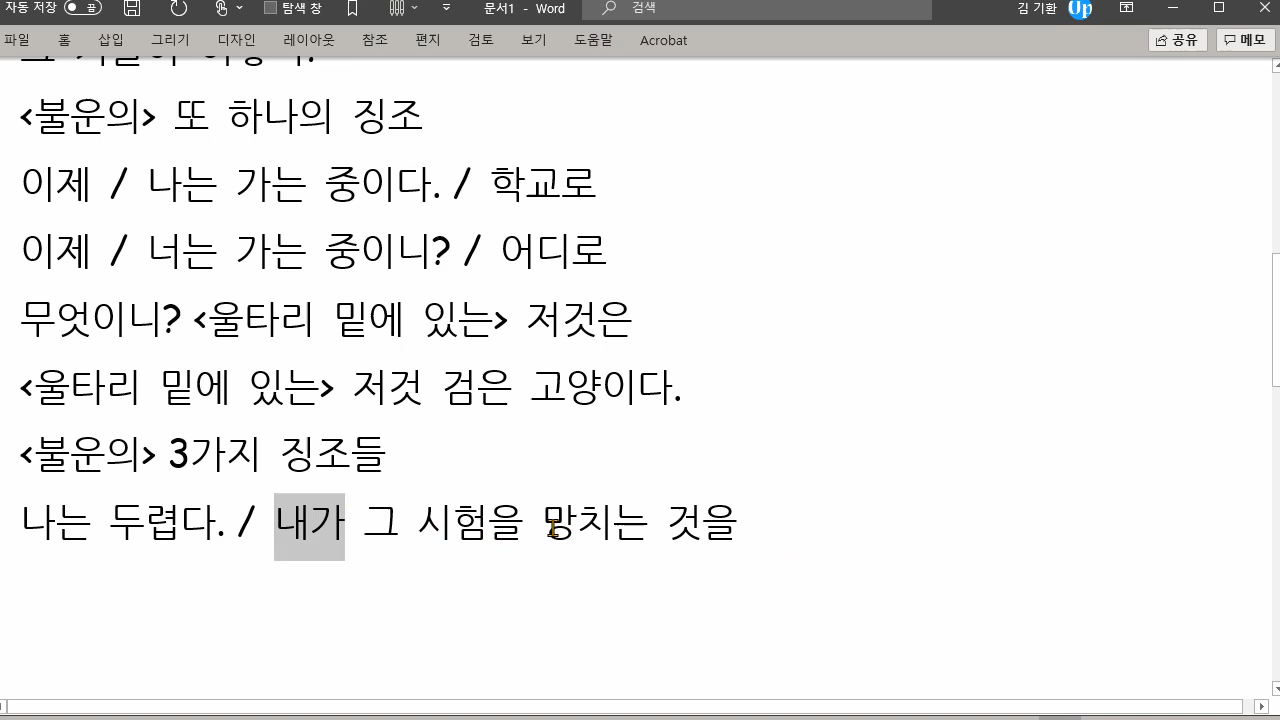 자동 저장 끔 탐색 창 문서1 - Word 검색 김 기환 Up
파일 홈 삽입 그리기 디자인 레이아웃 참조 편지 검토 보기 도움말 Acrobat 공유 메모
<불운의> 또 하나의 징조
이제 / 나는 가는 중이다. / 학교로
이제 / 너는 가는 중이니? / 어디로
무엇이니? <울타리 밑에 있는> 저것은
<울타리 밑에 있는> 저것 검은 고양이다.
<불운의> 3가지 징조들
나는 두렵다. / 내가 그 시험을 망치는 것을